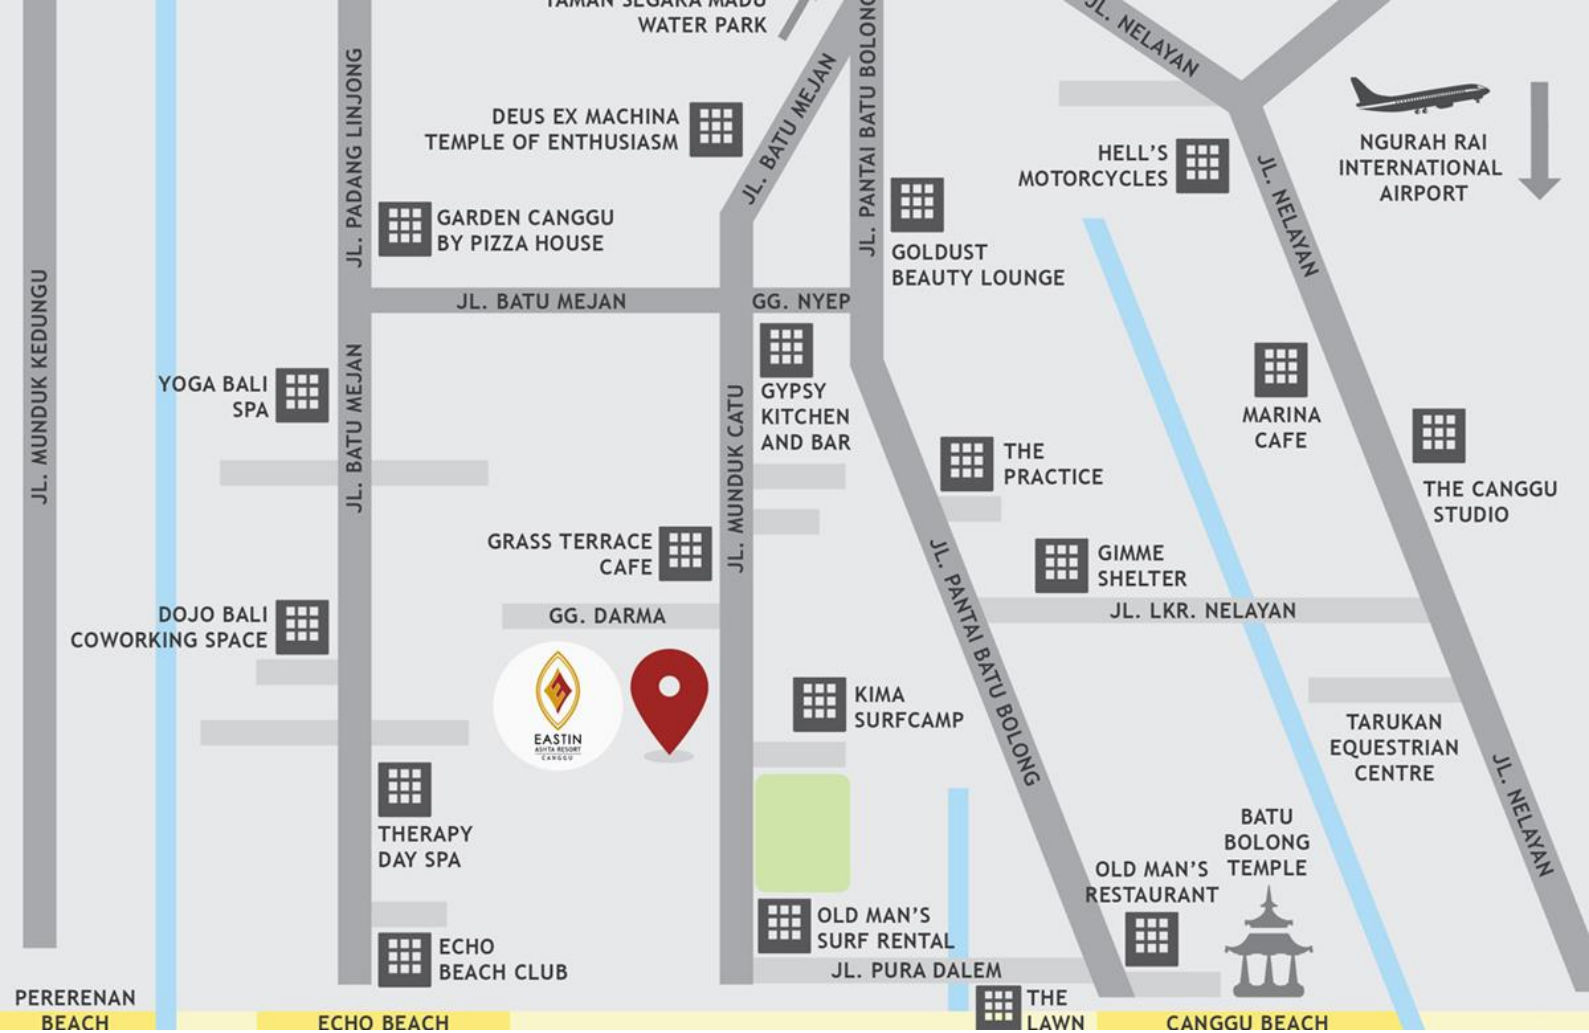 TAMAN SEGARA MADU
WATER PARK
JL. NELAYAN
JL. PADANG LINJONG
DEUS EX MACHINA
TEMPLE OF ENTHUSIASM
JL. BATU MEJAN
JL. PANTAI BATU BOLONG
HELL'S
MOTORCYCLES
NGURAH RAI
INTERNATIONAL
AIRPORT
JL. NELAYAN
GARDEN CANGGU
BY PIZZA HOUSE
GOLDUST
BEAUTY LOUNGE
JL. MUNDUK KEDUNGU
JL. BATU MEJAN
GG. NYEP
YOGA BALI
SPA
JL. BATU MEJAN
JL. MUNDUK CATU
GYPSY
KITCHEN
AND BAR
MARINA
CAFE
THE
PRACTICE
THE CANGGU
STUDIO
GRASS TERRACE
CAFE
JL. PANTAI BATU BOLONG
GIMME
SHELTER
DOJO BALI
COWORKING SPACE
GG. DARMA
JL. LKR. NELAYAN
EASTIN
ASHTA RESORT
CANGGU
KIMA
SURFCAMP
TARUKAN
EQUESTRIAN
CENTRE
JL. NELAYAN
THERAPY
DAY SPA
BATU
BOLONG
TEMPLE
OLD MAN'S
RESTAURANT
OLD MAN'S
SURF RENTAL
ECHO
BEACH CLUB
JL. PURA DALEM
PERERENAN
BEACH
ECHO BEACH
THE
LAWN
CANGGU BEACH